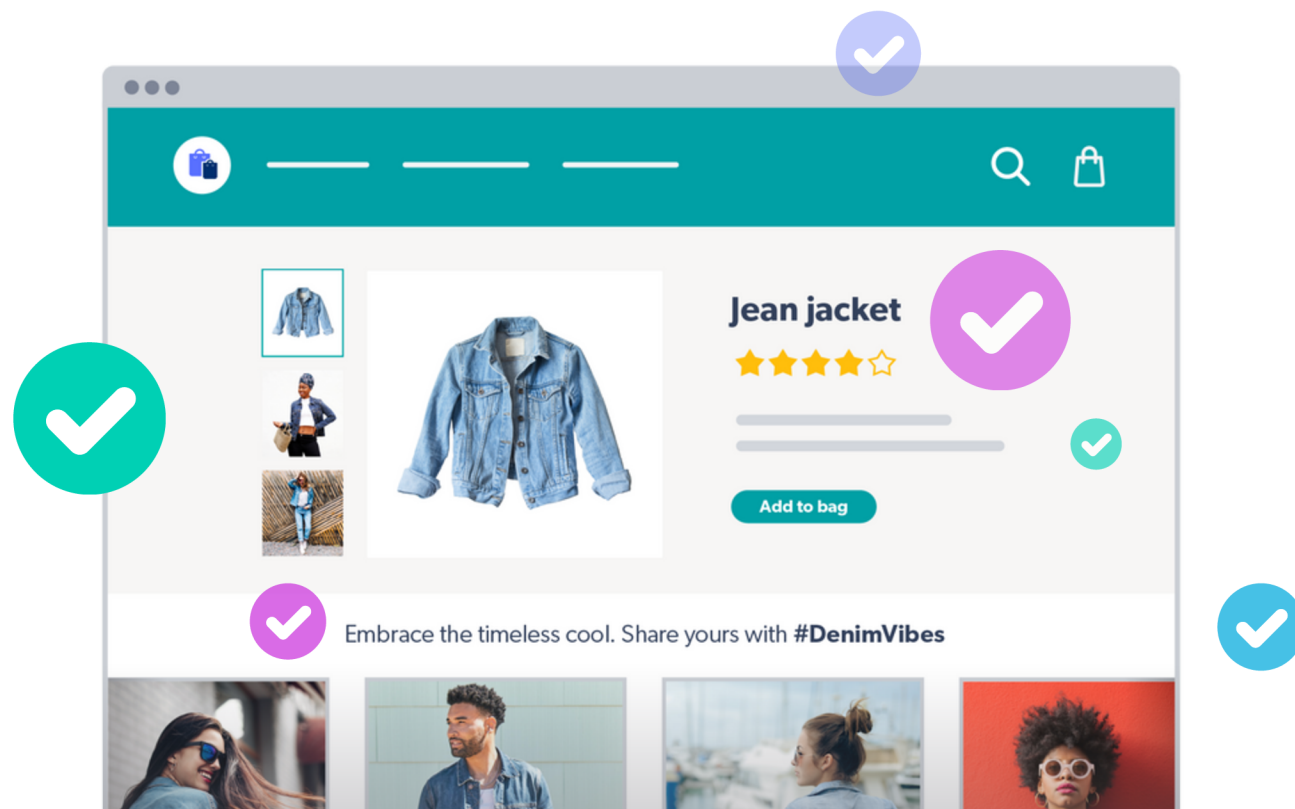 Jean jacket
Add to bag
Embrace the timeless cool. Share yours with #DenimVibes